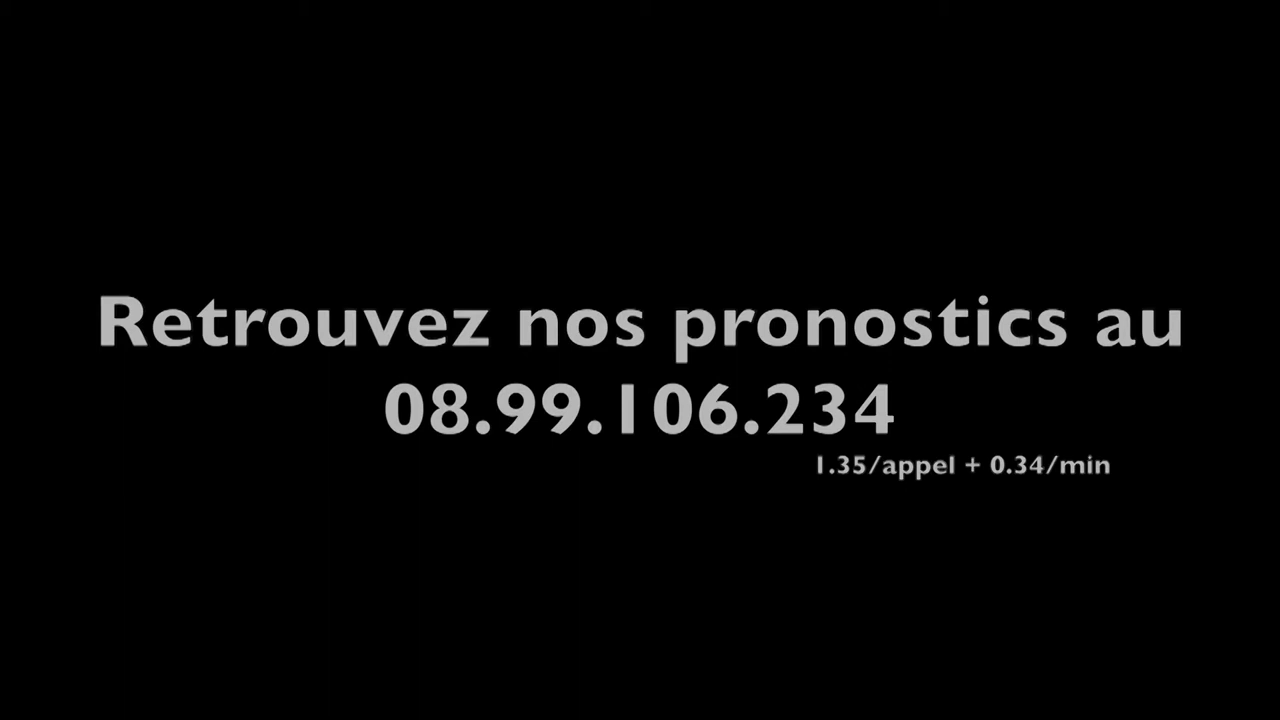 Retrouvez nos pronostics au
08.99.106.234
1.35/appel + 0.34/min